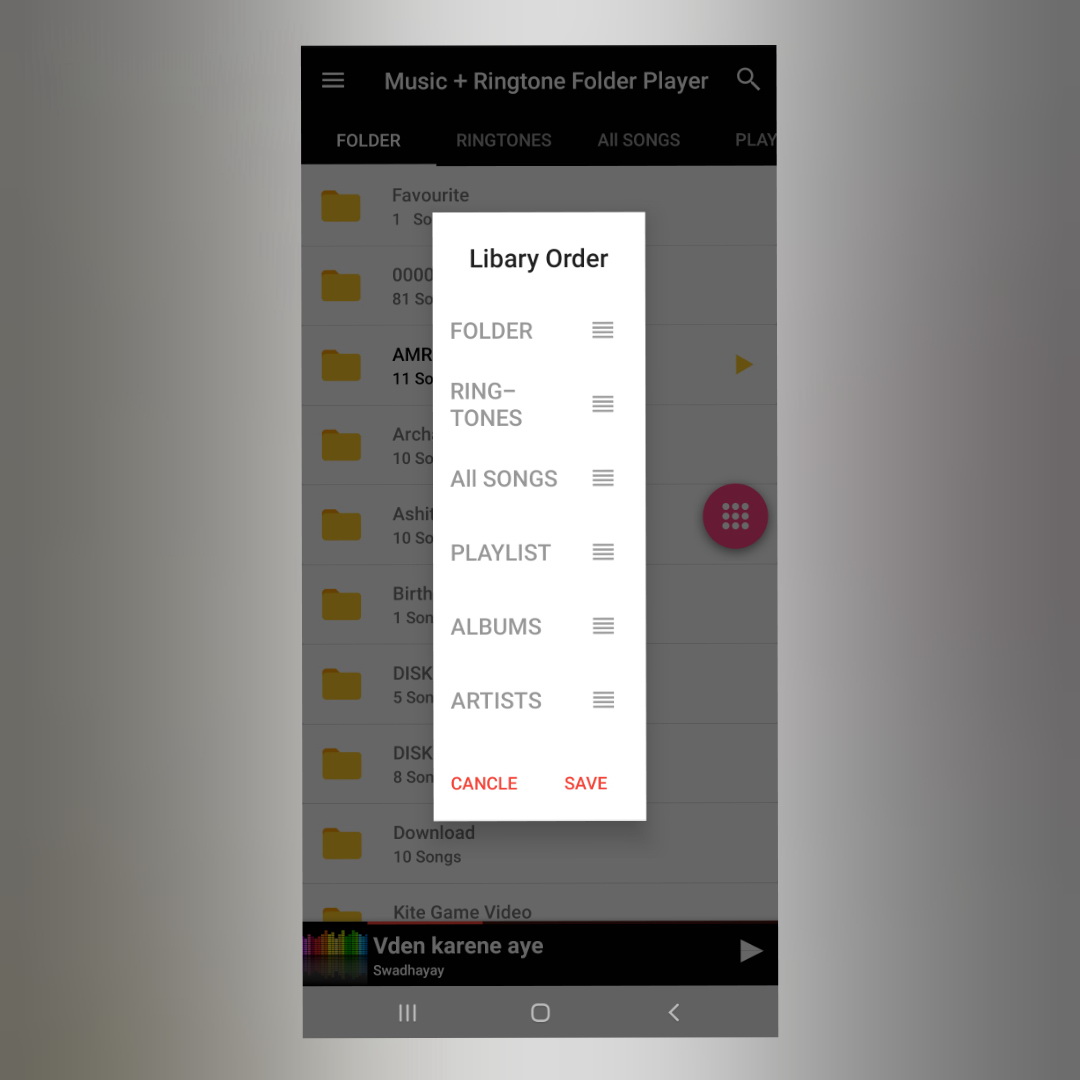 Music + Ringtone Folder Player
FOLDER RINGTONES All SONGS PLAY
Favourite
1 So
0000
81 So
AMR
11 So
Arch
10 So
Ashif
10 So
Birth
1 Son
DISK
5 Son
DISK
8 Son
Download
10 Songs
Kite Game Video
Libary Order
FOLDER
RING-
TONES
All SONGS
PLAYLIST
ALBUMS
ARTISTS
CANCLE SAVE
Vden karene aye
Swadhayay